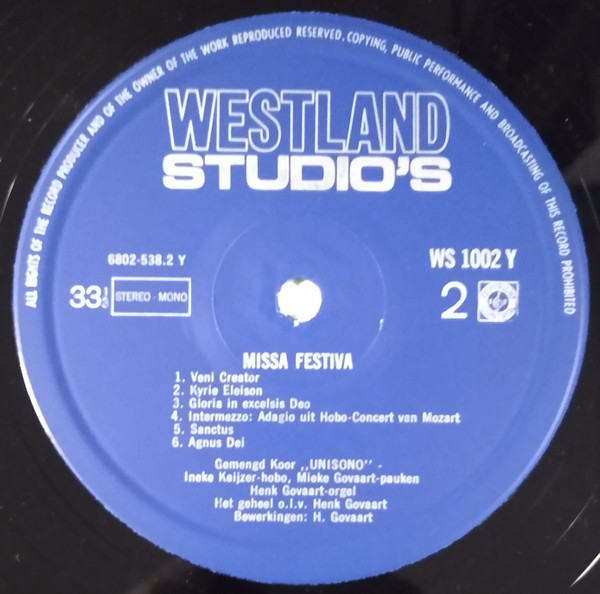 ALL RIGHTS OF THE RECORD PRODUCER AND OF THE OWNER OF THE WORK REPRODUCED RESERVED. COPYING, PUBLIC PERFORMANCE AND BROADCASTING OF THIS RECORD PROHIBITED
WESTLAND
STUDIO'S
6802-538.2 Y
WS 1002 Y
33⅓ STEREO - MONO
2
MISSA FESTIVA
1. Veni Creator
2. Kyrie Eleison
3. Gloria in excelsis Deo
4. Intermezzo: Adagio uit Hobo-Concert van Mozart
5. Sanctus
6. Agnus Dei
Gemengd Koor ,,UNISONO'' -
Ineke Keijzer-hobo, Mieke Govaart-pauken
Henk Govaart-orgel
Het geheel o.l.v. Henk Govaart
Bewerkingen: H. Govaart